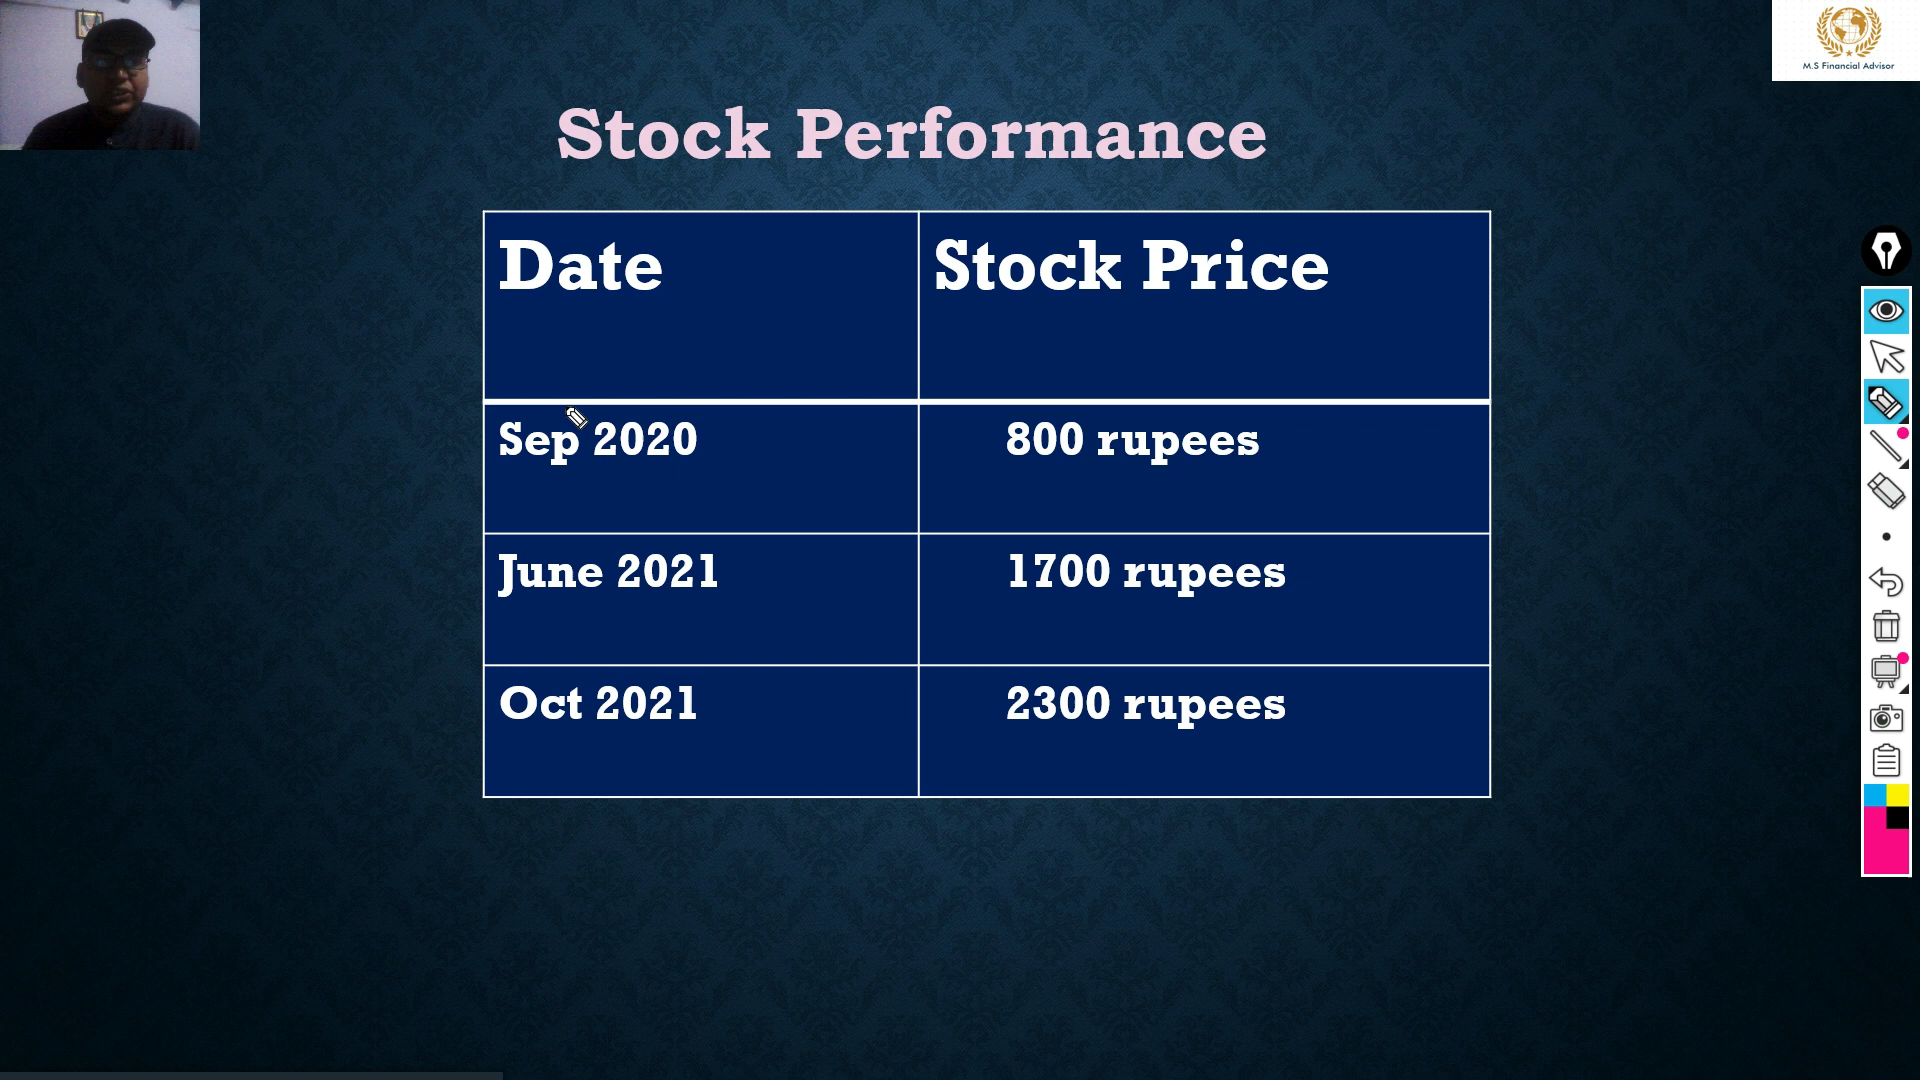 M.S Financial Advisor
Stock Performance
Date Stock Price
Sep 2020 800 rupees
June 2021 1700 rupees
Oct 2021 2300 rupees